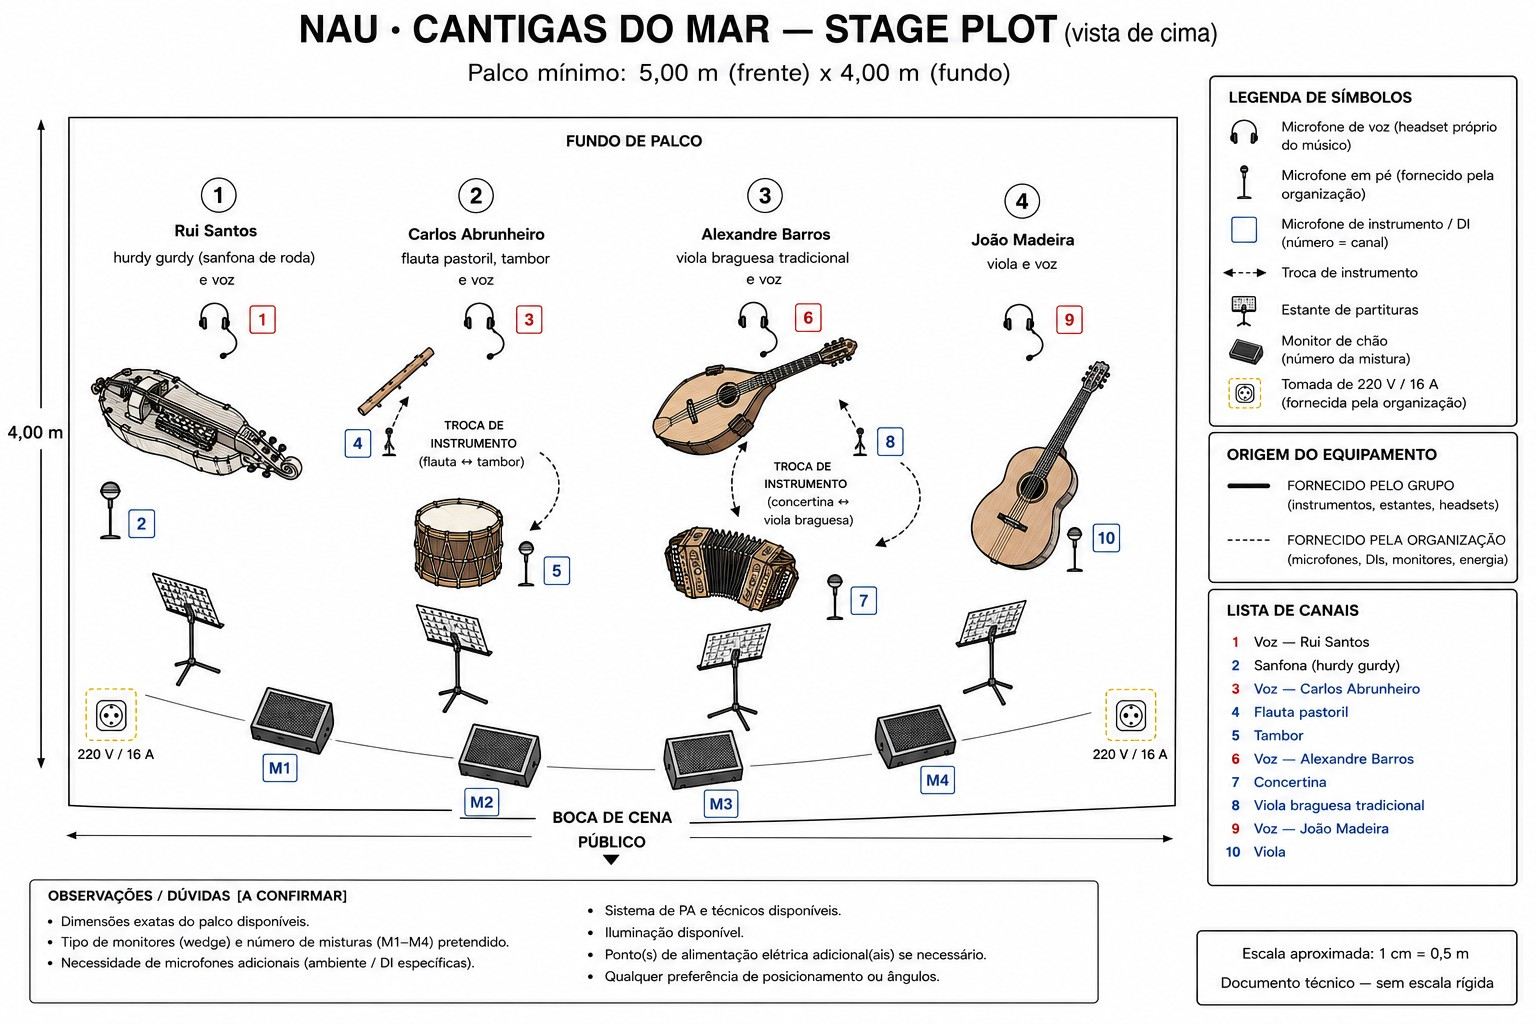 NAU • CANTIGAS DO MAR — STAGE PLOT (vista de cima)
Palco mínimo: 5,00 m (frente) x 4,00 m (fundo)
FUNDO DE PALCO
4,00 m
1
Rui Santos
hurdy gurdy (sanfona de roda)
e voz
1
2
2
Carlos Abrunheiro
flauta pastoril, tambor
e voz
3
4
TROCA DE
INSTRUMENTO
(flauta ↔ tambor)
5
3
Alexandre Barros
viola braguesa tradicional
e voz
6
8
TROCA DE
INSTRUMENTO
(concertina ↔
viola braguesa)
7
4
João Madeira
viola e voz
9
10
220 V / 16 A
M1
M2
M3
M4
220 V / 16 A
BOCA DE CENA
PÚBLICO
LEGENDA DE SÍMBOLOS
Microfone de voz (headset próprio
do músico)
Microfone em pé (fornecido pela
organização)
Microfone de instrumento / DI
(número = canal)
Troca de instrumento
Estante de partituras
Monitor de chão
(número da mistura)
Tomada de 220 V / 16 A
(fornecida pela organização)
ORIGEM DO EQUIPAMENTO
FORNECIDO PELO GRUPO
(instrumentos, estantes, headsets)
FORNECIDO PELA ORGANIZAÇÃO
(microfones, DIs, monitores, energia)
LISTA DE CANAIS
1 Voz — Rui Santos
2 Sanfona (hurdy gurdy)
3 Voz — Carlos Abrunheiro
4 Flauta pastoril
5 Tambor
6 Voz — Alexandre Barros
7 Concertina
8 Viola braguesa tradicional
9 Voz — João Madeira
10 Viola
OBSERVAÇÕES / DÚVIDAS [A CONFIRMAR]
• Dimensões exatas do palco disponíveis.
• Tipo de monitores (wedge) e número de misturas (M1–M4) pretendido.
• Necessidade de microfones adicionais (ambiente / DI específicas).
• Sistema de PA e técnicos disponíveis.
• Iluminação disponível.
• Ponto(s) de alimentação elétrica adicional(ais) se necessário.
• Qualquer preferência de posicionamento ou ângulos.
Escala aproximada: 1 cm = 0,5 m
Documento técnico — sem escala rígida